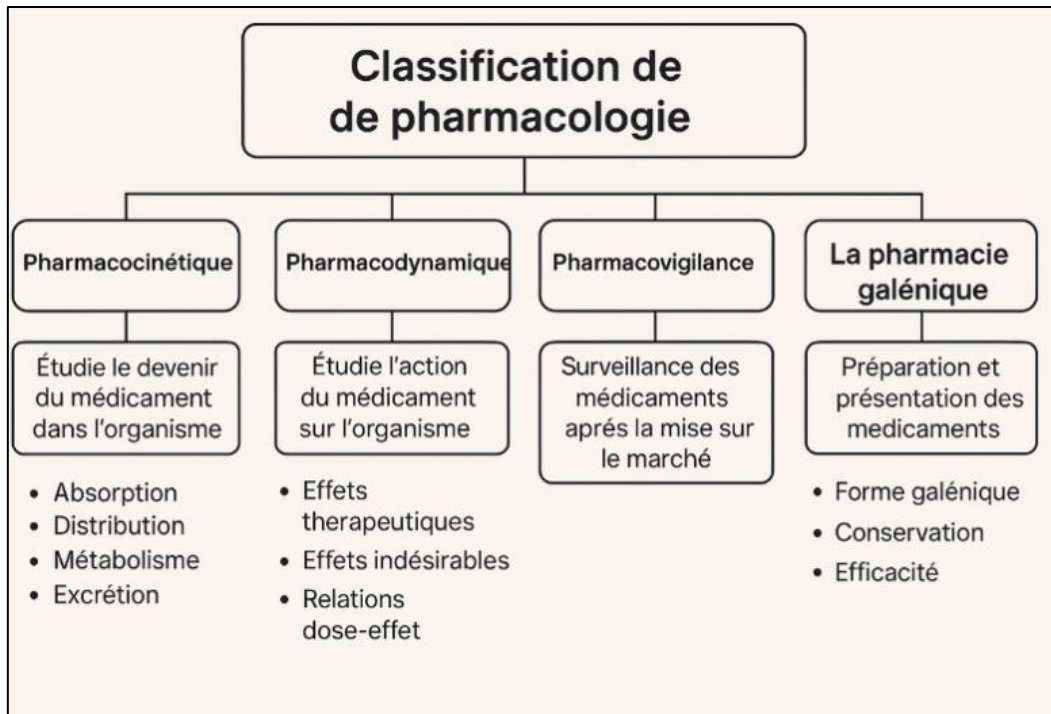 Classification de
de pharmacologie
Pharmacocinétique
Pharmacodynamique
Pharmacovigilance
La pharmacie
galénique
Étudie le devenir
du médicament
dans l'organisme
Étudie l'action
du médicament
sur l'organisme
Surveillance des
médicaments
aprés la mise sur
le marché
Préparation et
présentation des
medicaments
• Absorption
• Distribution
• Métabolisme
• Excrétion
• Effets
therapeutiques
• Effets indésirables
• Relations
dose-effet
• Forme galénique
• Conservation
• Efficacité